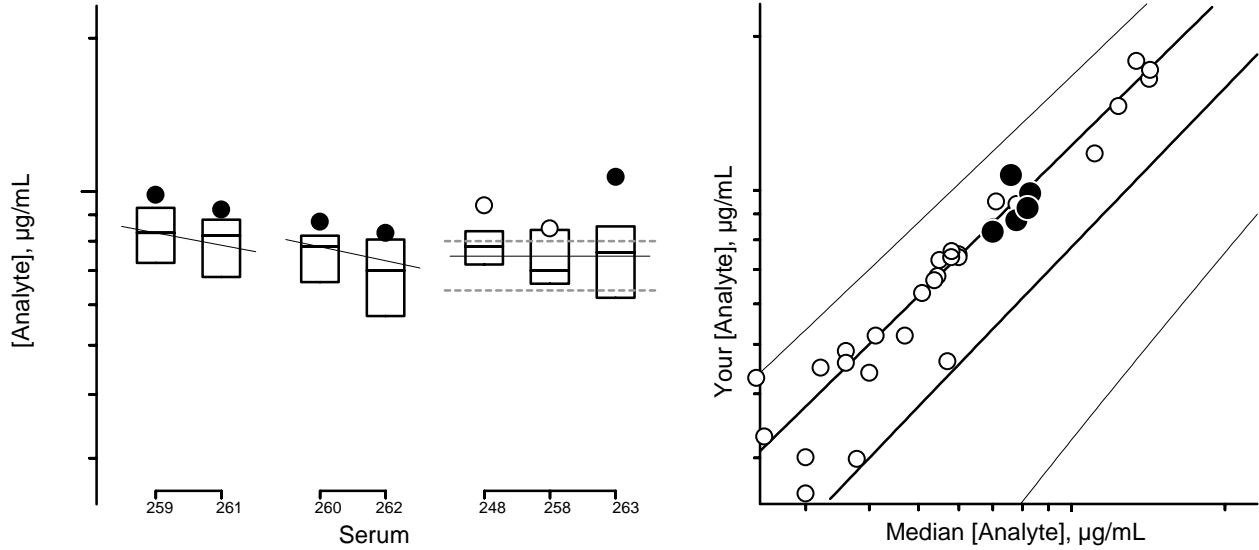 [Analyte], µg/mL
259 261 260 262 248 258 263
Serum
Your [Analyte], µg/mL
Median [Analyte], µg/mL